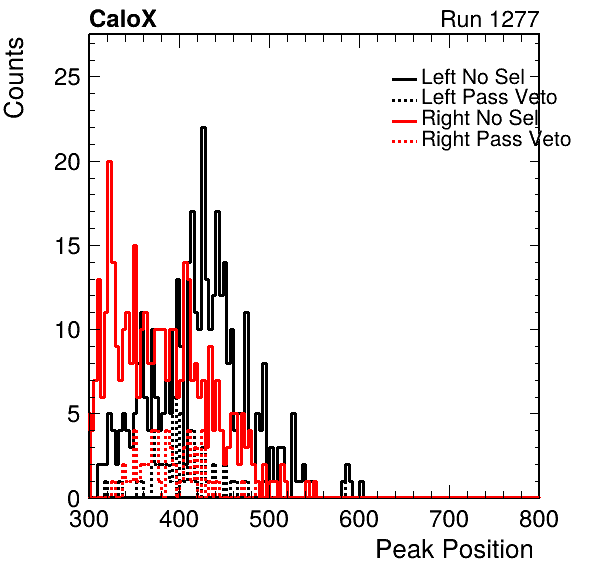 CaloX Run 1277
Counts
25
20
15
10
5
0
Left No Sel
Left Pass Veto
Right No Sel
Right Pass Veto
300 400 500 600 700 800
Peak Position